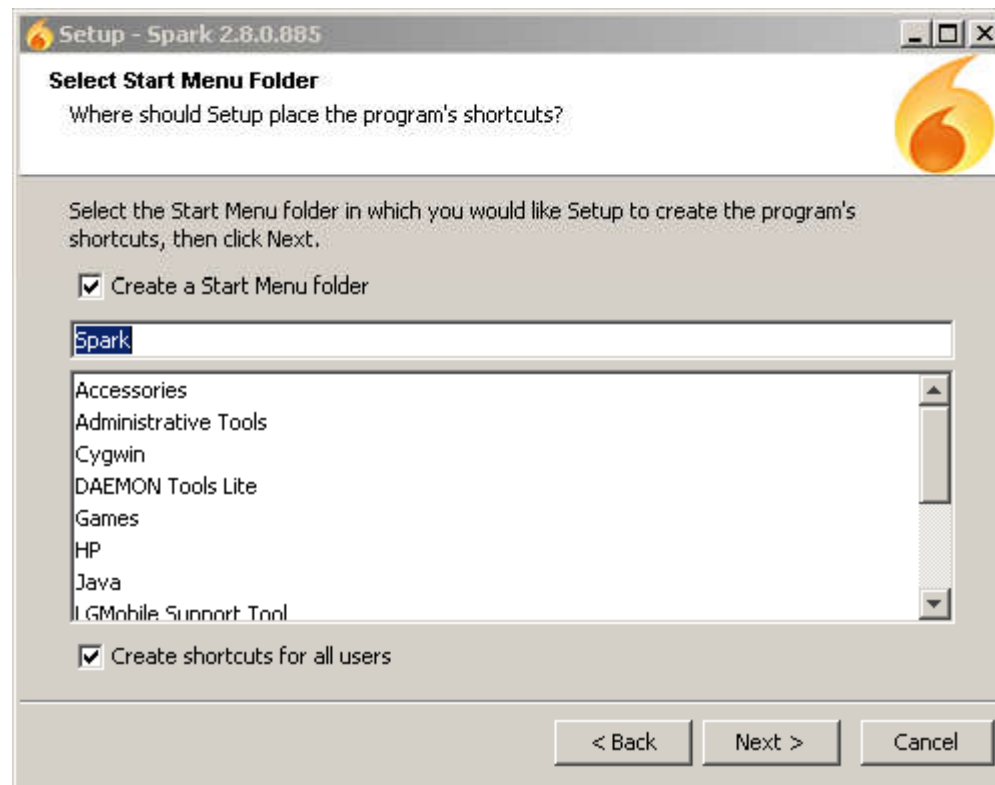 Setup - Spark 2.8.0.885
Select Start Menu Folder
Where should Setup place the program's shortcuts?
Select the Start Menu folder in which you would like Setup to create the program's
shortcuts, then click Next.
Create a Start Menu folder
Spark
Accessories
Administrative Tools
Cygwin
DAEMON Tools Lite
Games
HP
Java
LGMobile Support Tool
Create shortcuts for all users
< Back Next > Cancel